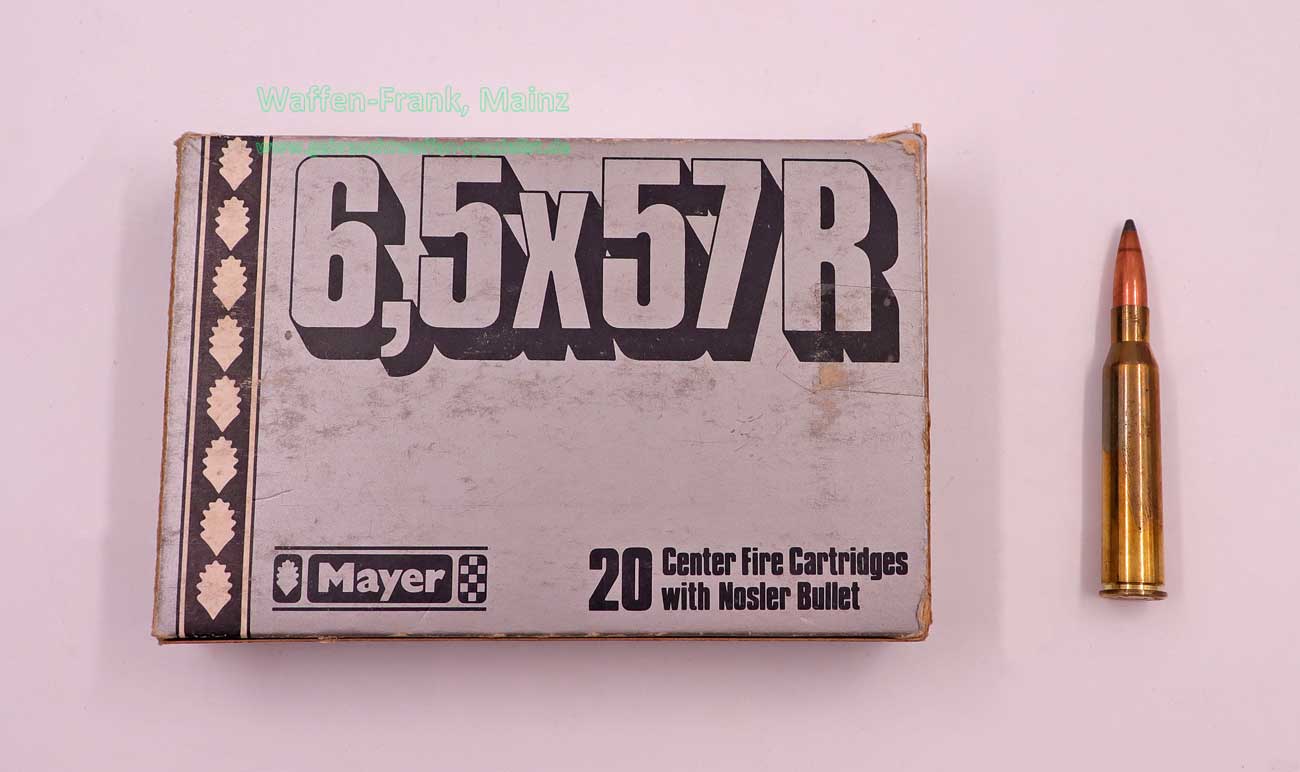 Waffen-Frank, Mainz
6,5x57R
Mayer
20 Center Fire Cartridges
with Nosler Bullet